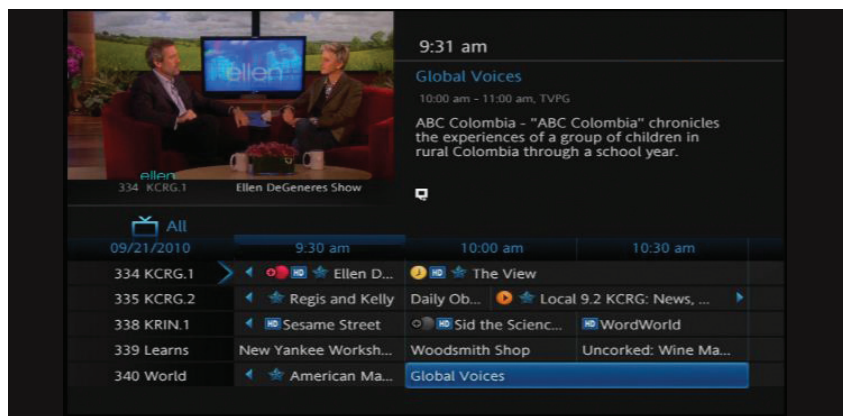 ellen
ellen
334 KCRG.1 Ellen DeGeneres Show
9:31 am
Global Voices
10:00 am - 11:00 am, TVPG
ABC Colombia - "ABC Colombia" chronicles
the experiences of a group of children in
rural Colombia through a school year.
All
09/21/2010 9:30 am 10:00 am 10:30 am
334 KCRG.1 HD Ellen D... HD The View
335 KCRG.2 Regis and Kelly Daily Ob... Local 9.2 KCRG: News, ...
338 KRIN.1 HD Sesame Street HD Sid the Scienc... HD WordWorld
339 Learns New Yankee Worksh... Woodsmith Shop Uncorked: Wine Ma...
340 World American Ma... Global Voices